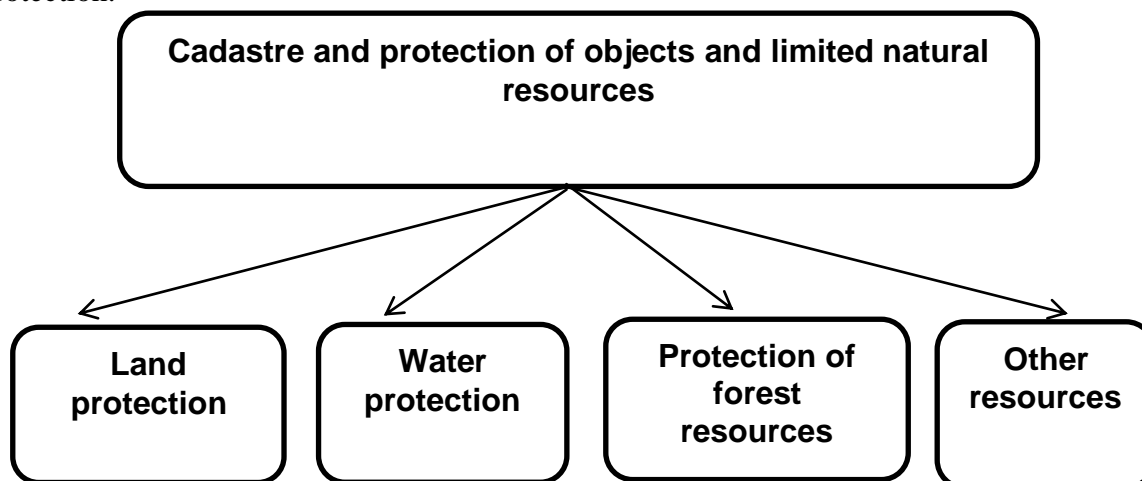 Cadastre and protection of objects and limited natural
resources
Land
protection
Water
protection
Protection of
forest
resources
Other
resources